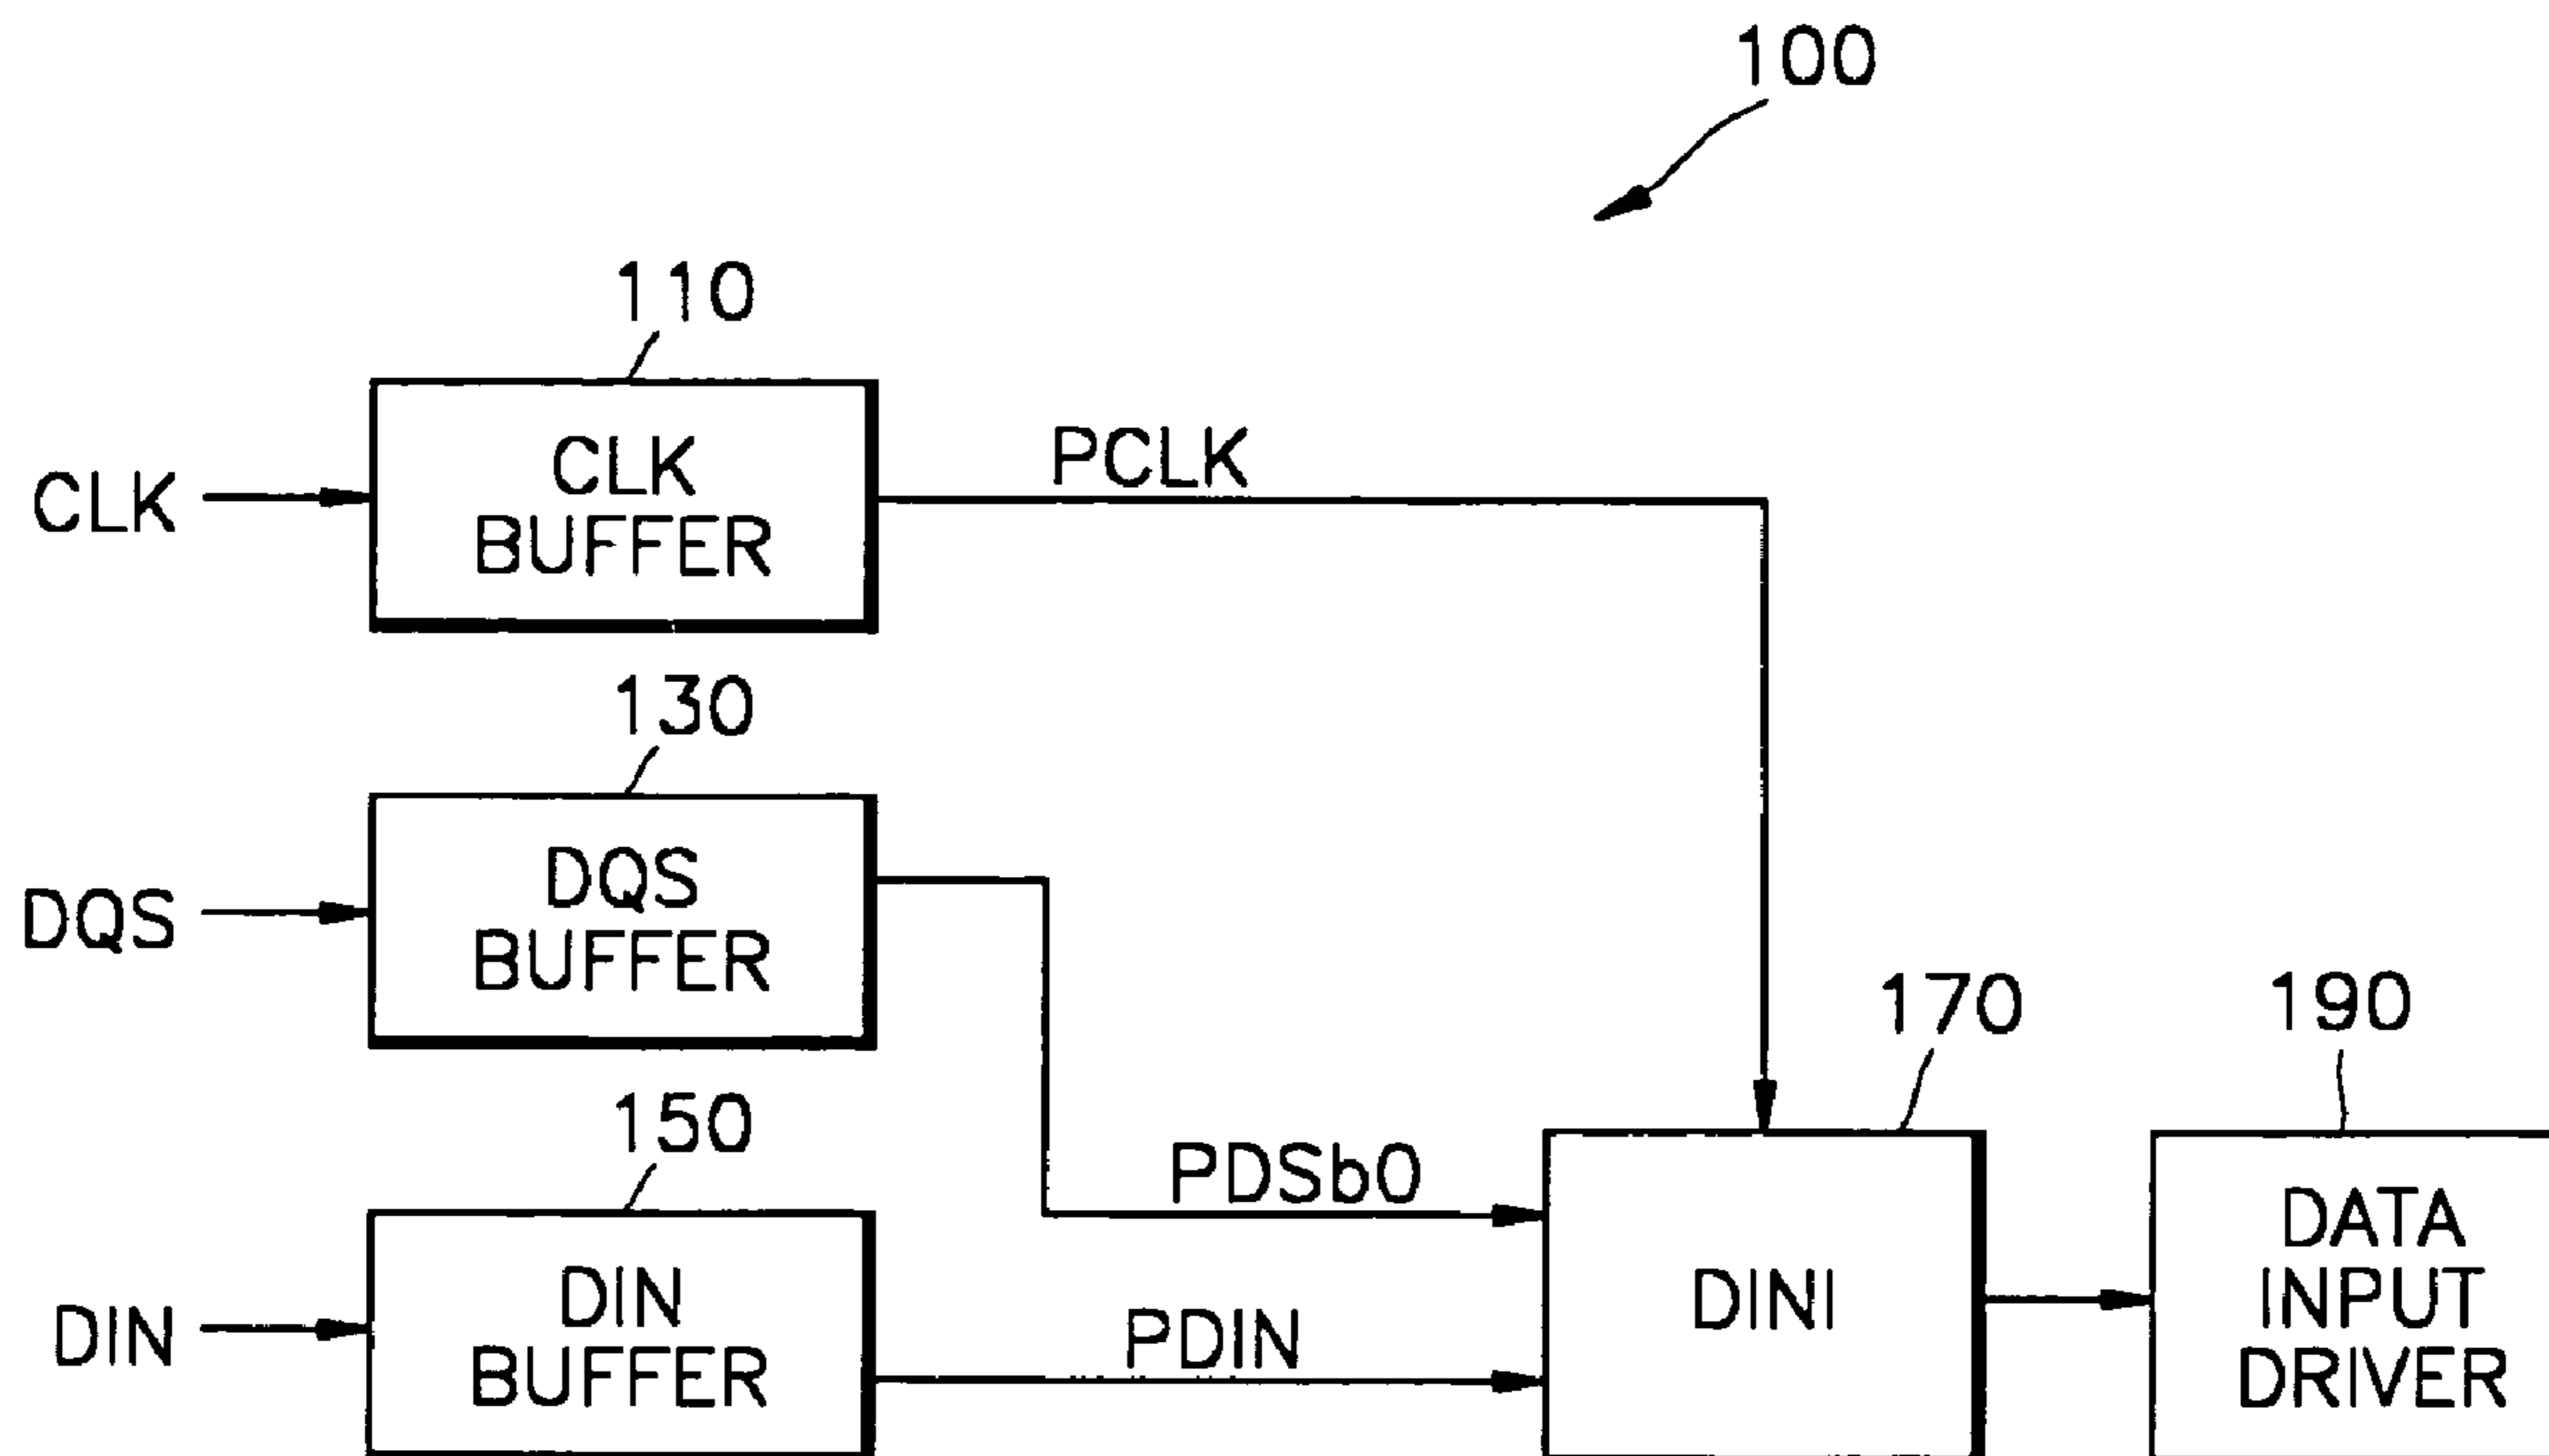 100
110
CLK
CLK
BUFFER
PCLK
130
DQS
DQS
BUFFER
170
190
150
PDSb0
DIN
DIN
BUFFER
PDIN
DINI
DATA
INPUT
DRIVER